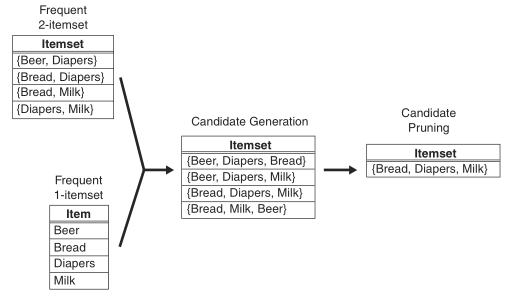 Frequent
2-itemset
Itemset
{Beer, Diapers}
{Bread, Diapers}
{Bread, Milk}
{Diapers, Milk}
Frequent
1-itemset
Item
Beer
Bread
Diapers
Milk
Candidate Generation
Itemset
{Beer, Diapers, Bread}
{Beer, Diapers, Milk}
{Bread, Diapers, Milk}
{Bread, Milk, Beer}
Candidate
Pruning
Itemset
{Bread, Diapers, Milk}